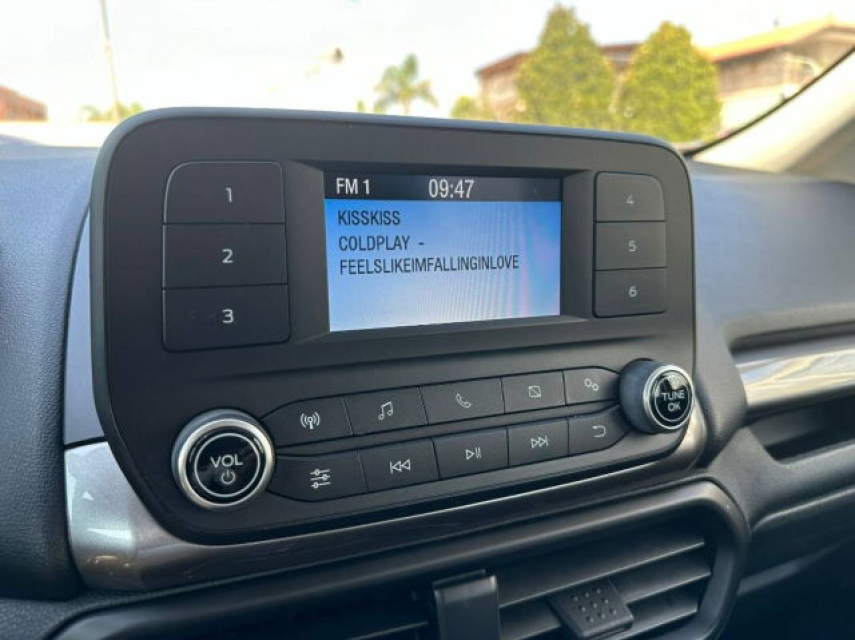 FM 1 09:47
KISSKISS
COLDPLAY -
FEELSLIKEIMFALLINGINLOVE
1
2
3
4
5
6
VOL
TUNE
OK